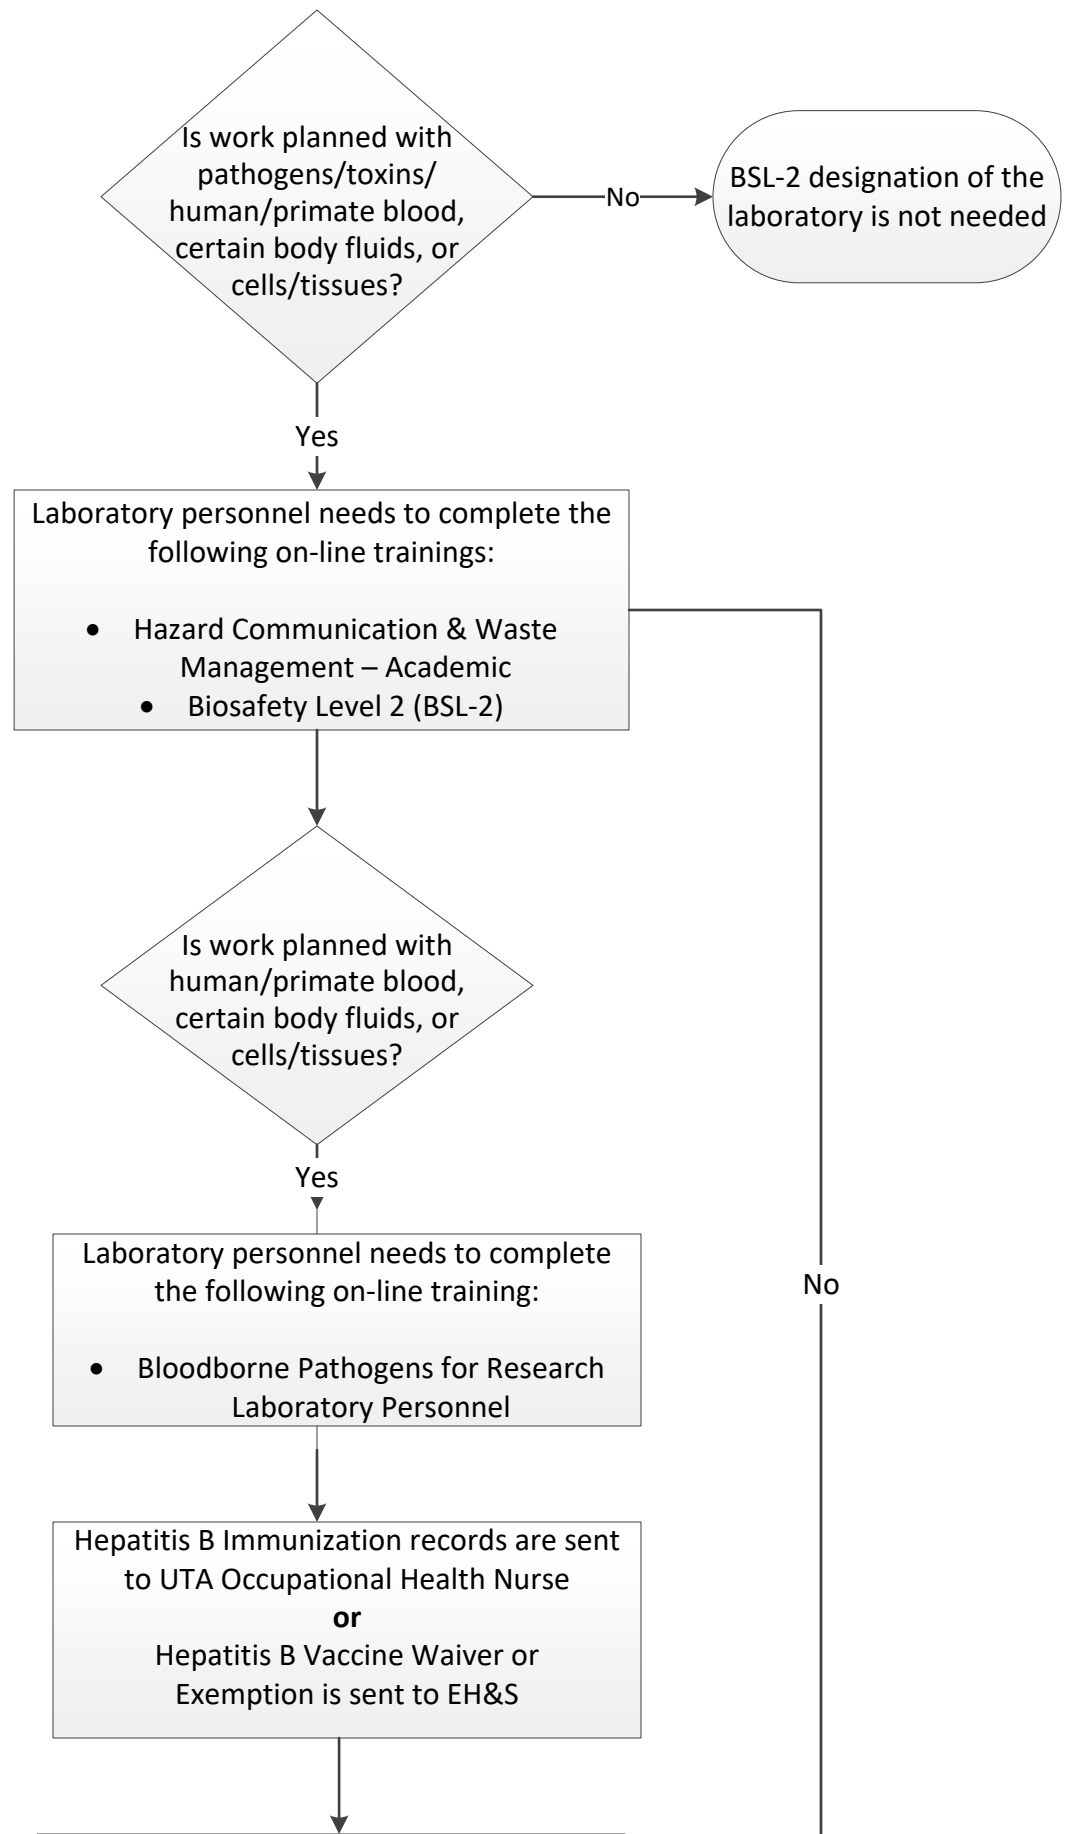 Is work planned with
pathogens/toxins/
human/primate blood,
certain body fluids, or
cells/tissues?
No
BSL-2 designation of the
laboratory is not needed
Yes
Laboratory personnel needs to complete the
following on-line trainings:
• Hazard Communication & Waste
Management – Academic
• Biosafety Level 2 (BSL-2)
Is work planned with
human/primate blood,
certain body fluids, or
cells/tissues?
Yes
Laboratory personnel needs to complete
the following on-line training:
• Bloodborne Pathogens for Research
Laboratory Personnel
No
Hepatitis B Immunization records are sent
to UTA Occupational Health Nurse
or
Hepatitis B Vaccine Waiver or
Exemption is sent to EH&S